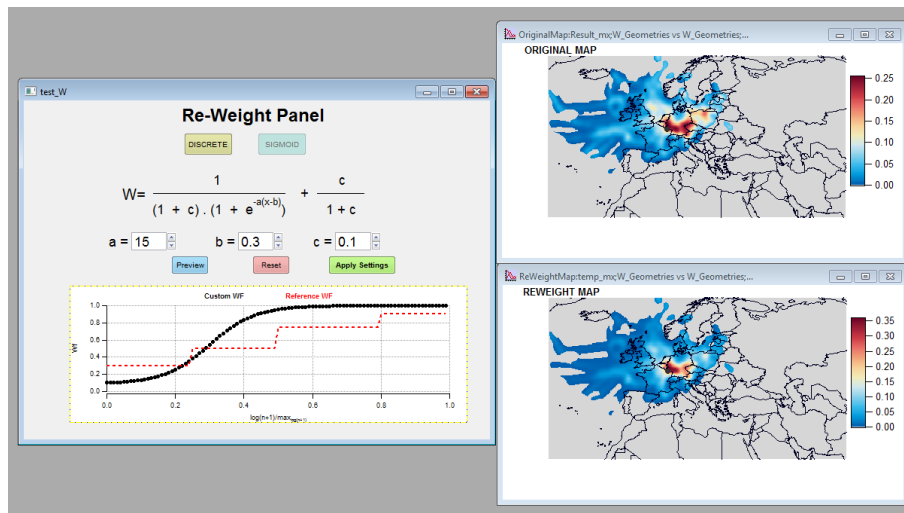 test_W
Re-Weight Panel
DISCRETE SIGMOID
W= 1 / (1 + c) . (1 + e^-a(x-b)) + c / 1 + c
a = 15 b = 0.3 c = 0.1
Preview Reset Apply Settings
Custom WF Reference WF
1.0
0.8
0.6
0.4
0.2
0.0
Wf
0.0 0.2 0.4 0.6 0.8 1.0
log(n+1)/max
OriginalMap:Result_mx;W_Geometries vs W_Geometries;...
ORIGINAL MAP
0.25
0.20
0.15
0.10
0.05
0.00
ReWeightMap:temp_mx;W_Geometries vs W_Geometries;...
REWEIGHT MAP
0.35
0.30
0.25
0.20
0.15
0.10
0.05
0.00